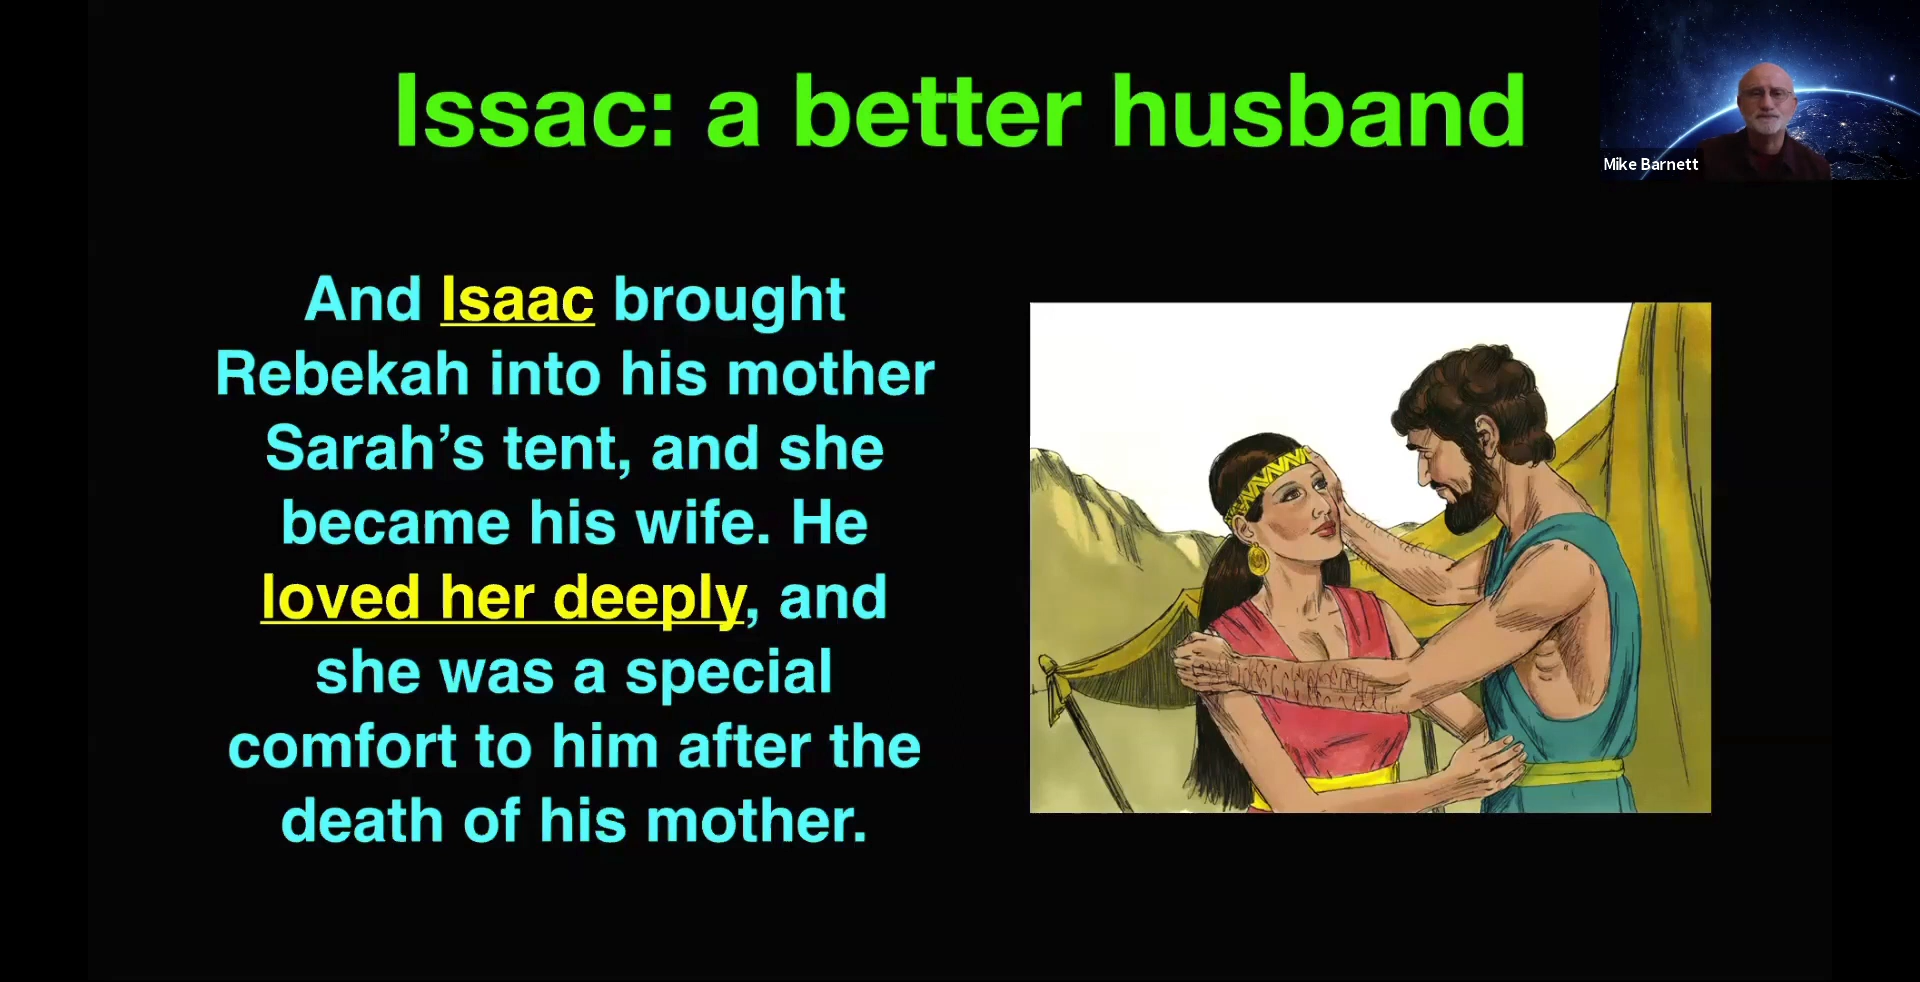 Issac: a better husband
Mike Barnett
And Isaac brought
Rebekah into his mother
Sarah’s tent, and she
became his wife. He
loved her deeply, and
she was a special
comfort to him after the
death of his mother.